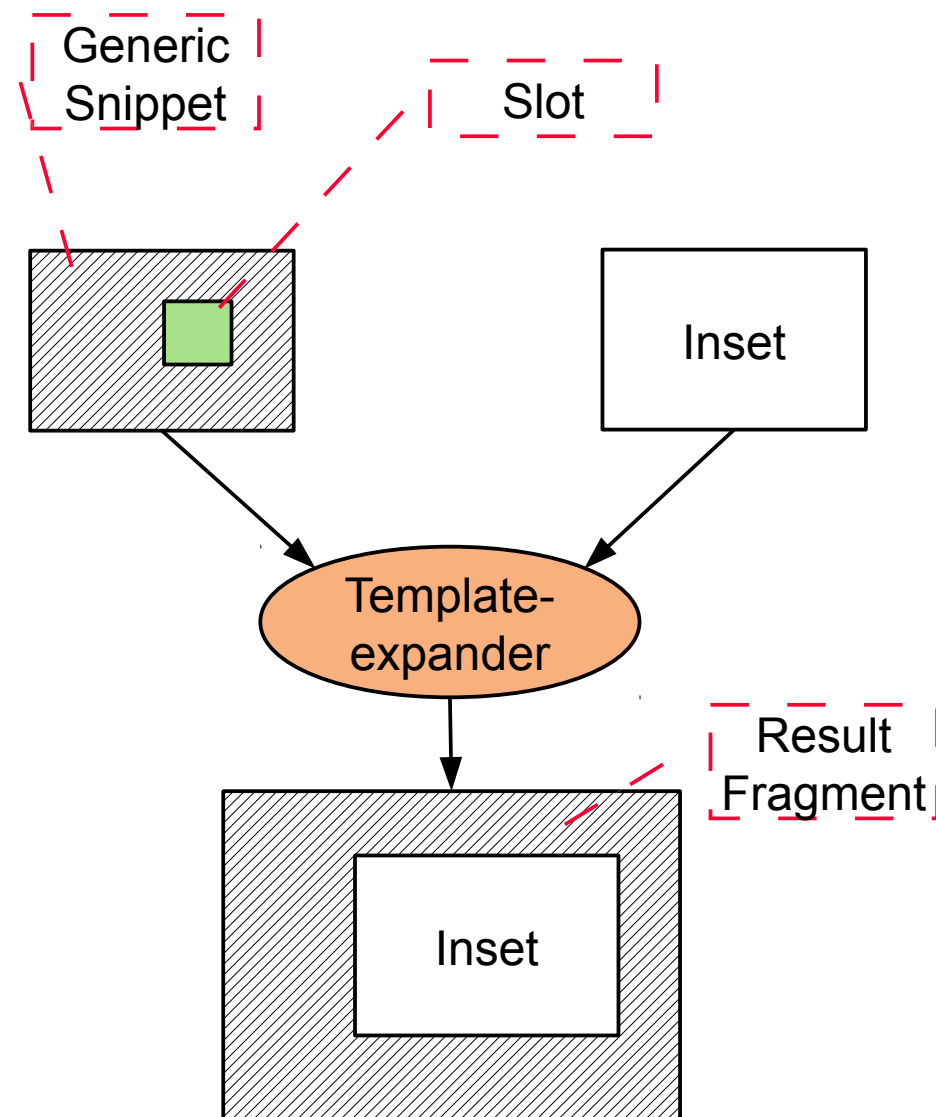 Generic
Snippet
Slot
Inset
Template-
expander
Result
Fragment
Inset